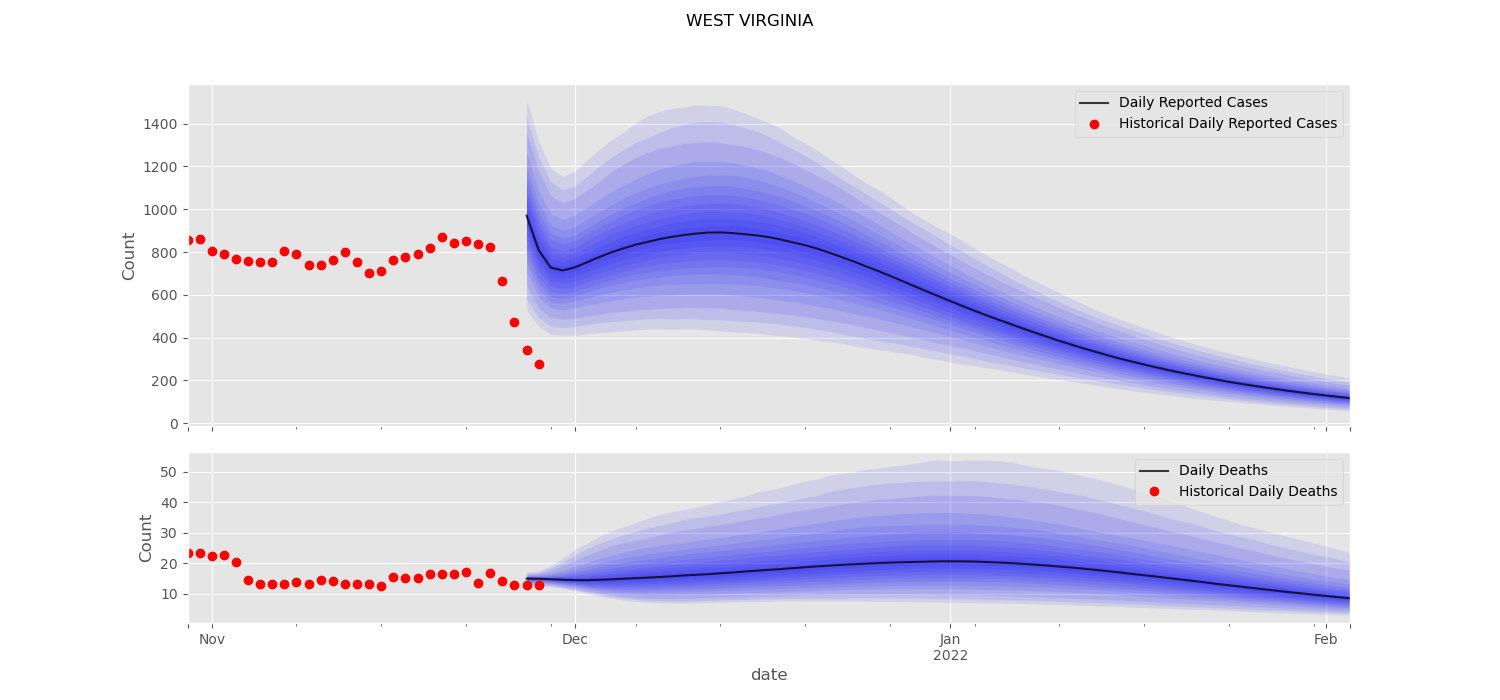 WEST VIRGINIA
Daily Reported Cases
Historical Daily Reported Cases
Count
1400
1200
1000
800
600
400
200
0
Daily Deaths
Historical Daily Deaths
Count
50
40
30
20
10
Nov Dec Jan Feb
2022
date